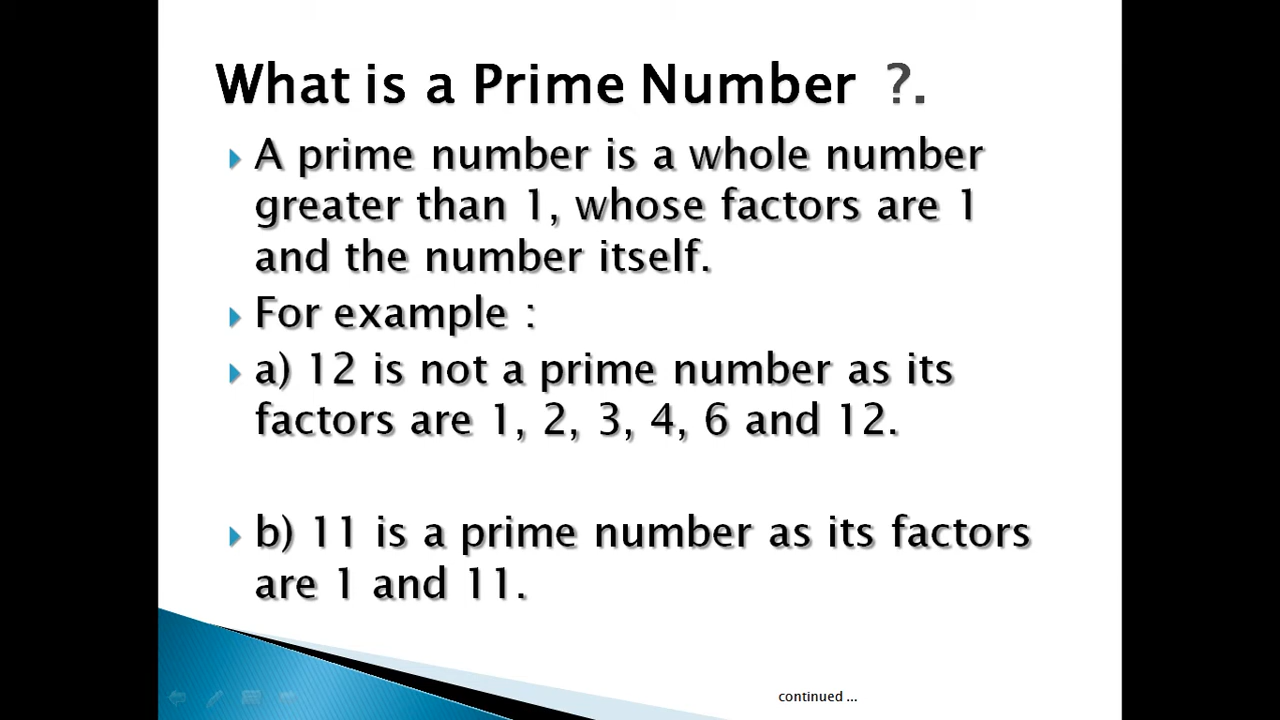 What is a Prime Number ?.
A prime number is a whole number
greater than 1, whose factors are 1
and the number itself.
For example :
a) 12 is not a prime number as its
factors are 1, 2, 3, 4, 6 and 12.
b) 11 is a prime number as its factors
are 1 and 11.
continued ...